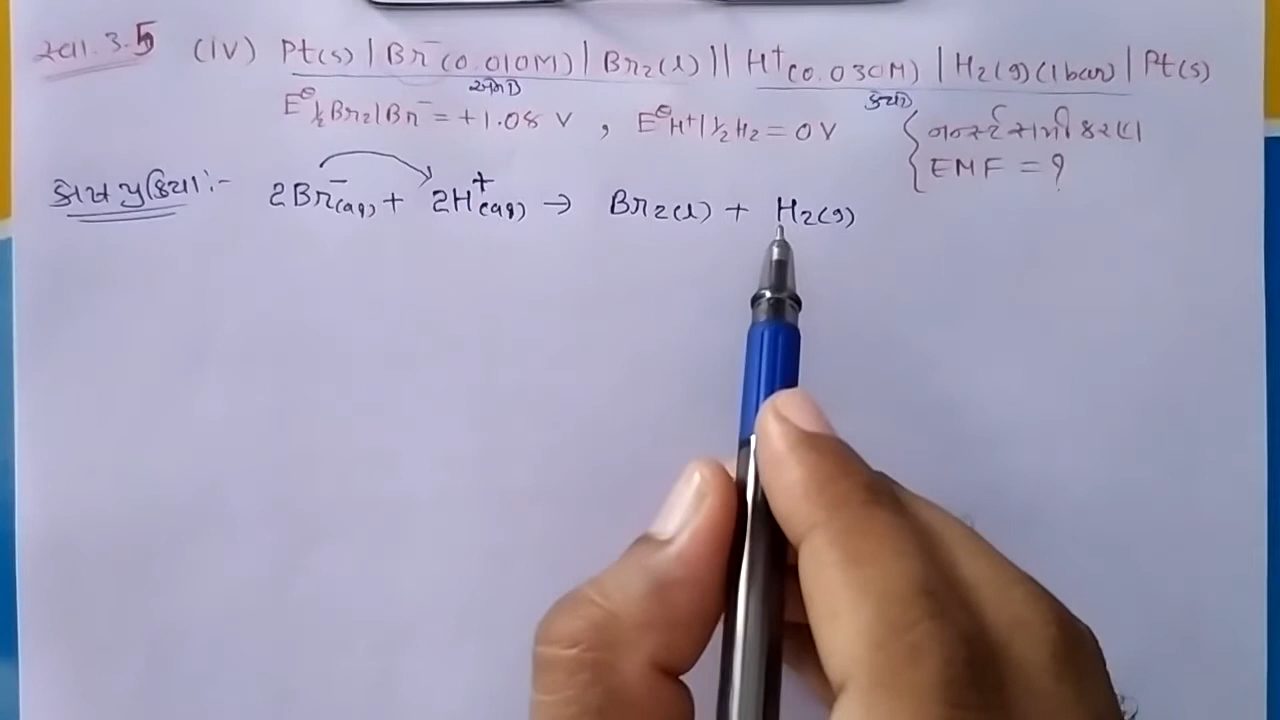 સ્વા.3.5 (iv) Pt(s) | Br⁻(0.010M) | Br₂(l) || H⁺(0.030M) | H₂(g)(1bar) | Pt(s)
એનોડ કેથોડ
E⊖½Br₂|Br⁻ = +1.08 V , E⊖H⁺|½H₂ = 0V { નર્ન્સ્ટ સમીકરણ
EMF = ?
કોષ પ્રક્રિયા:- 2Br⁻(aq) + 2H⁺(aq) → Br₂(l) + H₂(g)